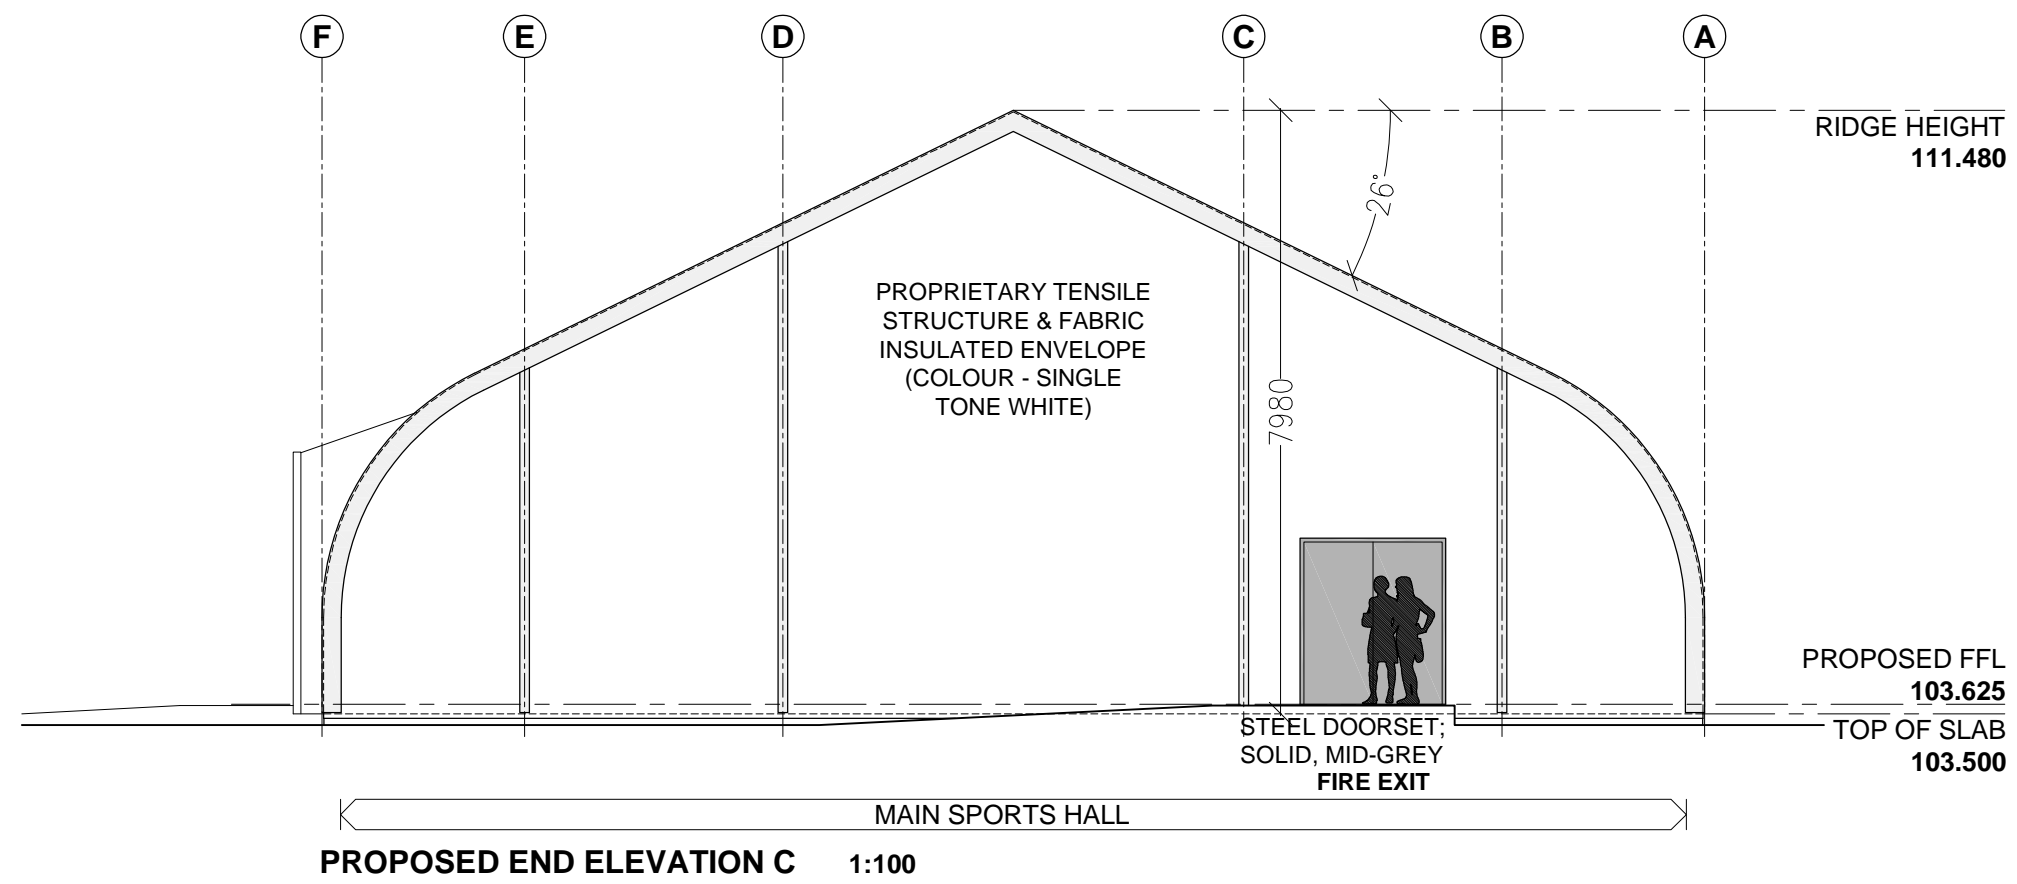 F E D C B A
RIDGE HEIGHT
111.480
26°
PROPRIETARY TENSILE
STRUCTURE & FABRIC
INSULATED ENVELOPE
(COLOUR - SINGLE
TONE WHITE)
7980
PROPOSED FFL
103.625
TOP OF SLAB
103.500
STEEL DOORSET;
SOLID, MID-GREY
FIRE EXIT
MAIN SPORTS HALL
PROPOSED END ELEVATION C 1:100